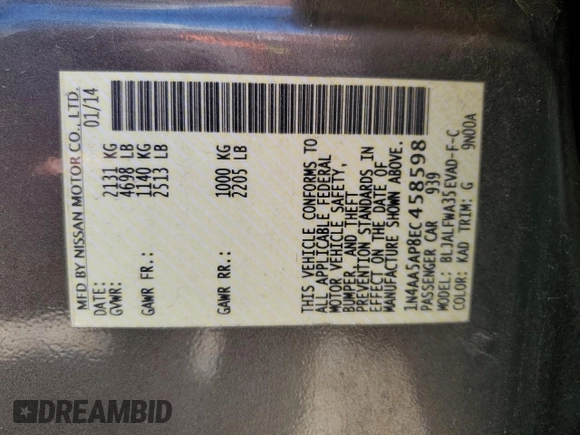 MFD BY NISSAN MOTOR CO., LTD.
DATE: 01/14
GVWR: 2131 KG
4698 LB
GAWR FR: 1140 KG
2513 LB
GAWR RR: 1000 KG
2205 LB
THIS VEHICLE CONFORMS TO
ALL APPLICABLE FEDERAL
MOTOR VEHICLE SAFETY,
BUMPER, AND THEFT
PREVENTION STANDARDS IN
EFFECT ON THE DATE OF
MANUFACTURE SHOWN ABOVE.
1N4AA5AP8EC458598
PASSENGER CAR 939
MODEL: BLJALFWA35EVAD-F-C
COLOR: KAD TRIM: G 9N0DA
DREAMBID